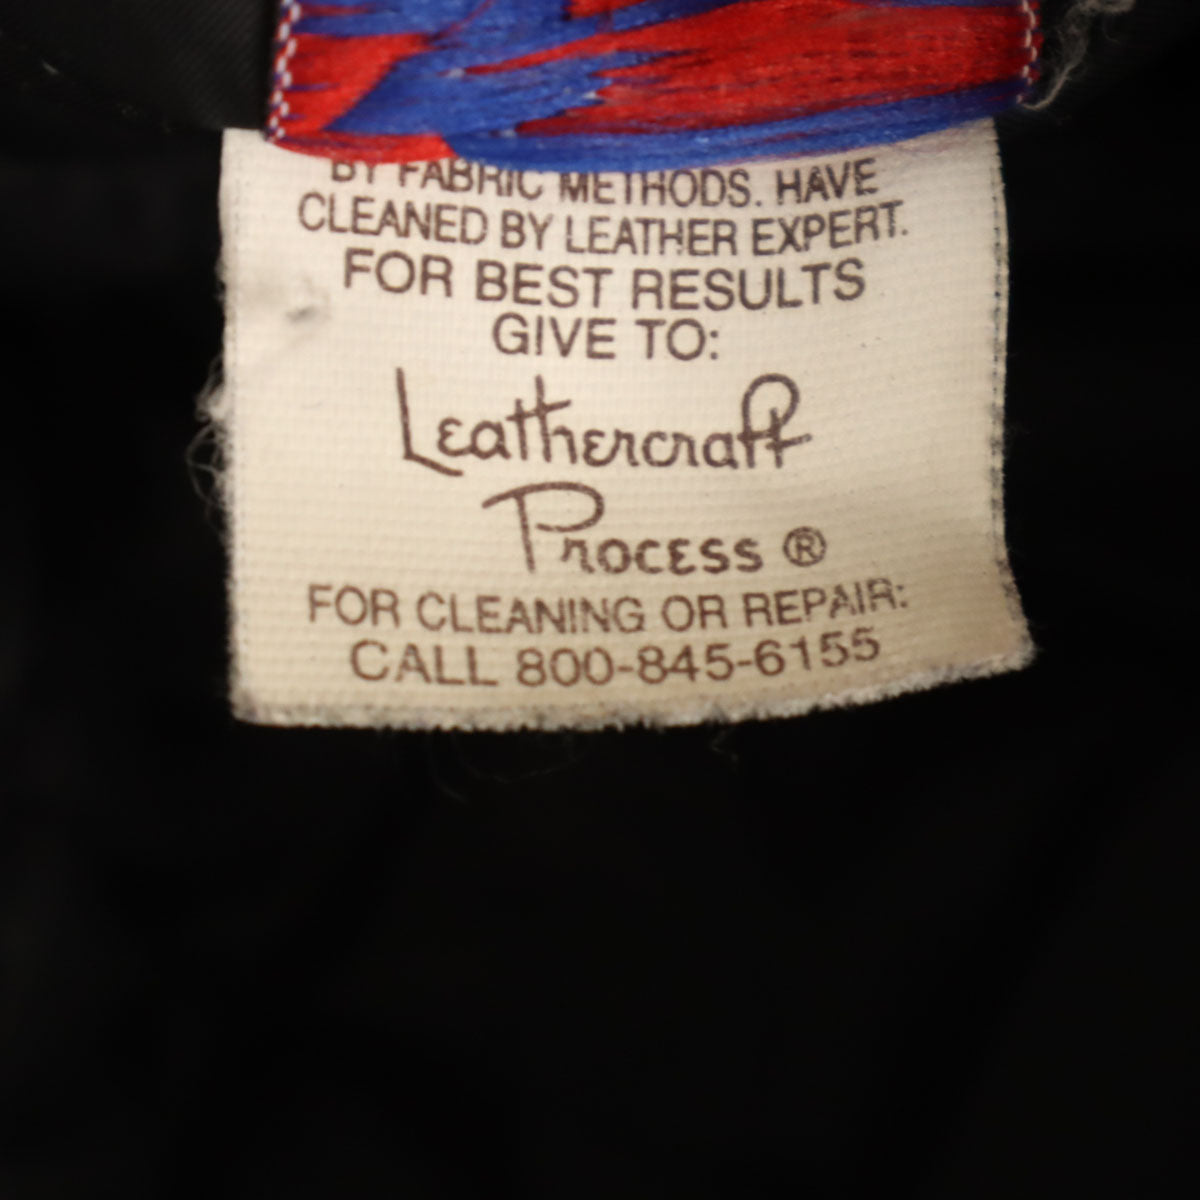 BY FABRIC METHODS. HAVE
CLEANED BY LEATHER EXPERT.
FOR BEST RESULTS
GIVE TO:
Leathercraft
Process ®
FOR CLEANING OR REPAIR:
CALL 800-845-6155